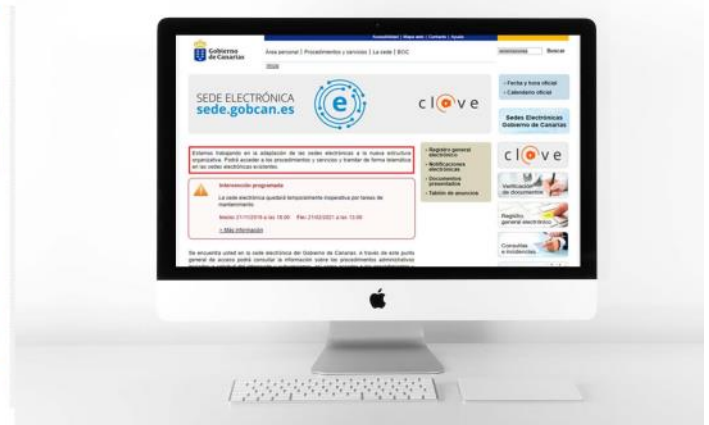 Accesibilidad | Mapa web | Contacto | Ayuda
Gobierno
de Canarias
Área personal | Procedimientos y servicios | La sede | BOC
Buscar
Inicio
SEDE ELECTRÓNICA
sede.gobcan.es
e
cl@ve
› Fecha y hora oficial
› Calendario oficial
Sedes Electrónicas
Gobierno de Canarias
Estamos trabajando en la adaptación de las sedes electrónicas a la nueva estructura
organizativa. Podrá acceder a los procedimientos y servicios y tramitar de forma telemática
en las sedes electrónicas existentes.
› Registro general
electrónico
› Notificaciones
electrónicas
› Documentos
presentados
› Tablón de anuncios
cl@ve
Intervención programada
La sede electrónica quedará temporalmente inoperativa por tareas de
mantenimiento.
› Más información
Verificación
de documentos
Registro
general electrónico
Consultas
e incidencias
Se encuentra usted en la sede electrónica del Gobierno de Canarias. A través de este punto
general de acceso podrá consultar la información sobre los procedimientos administrativos